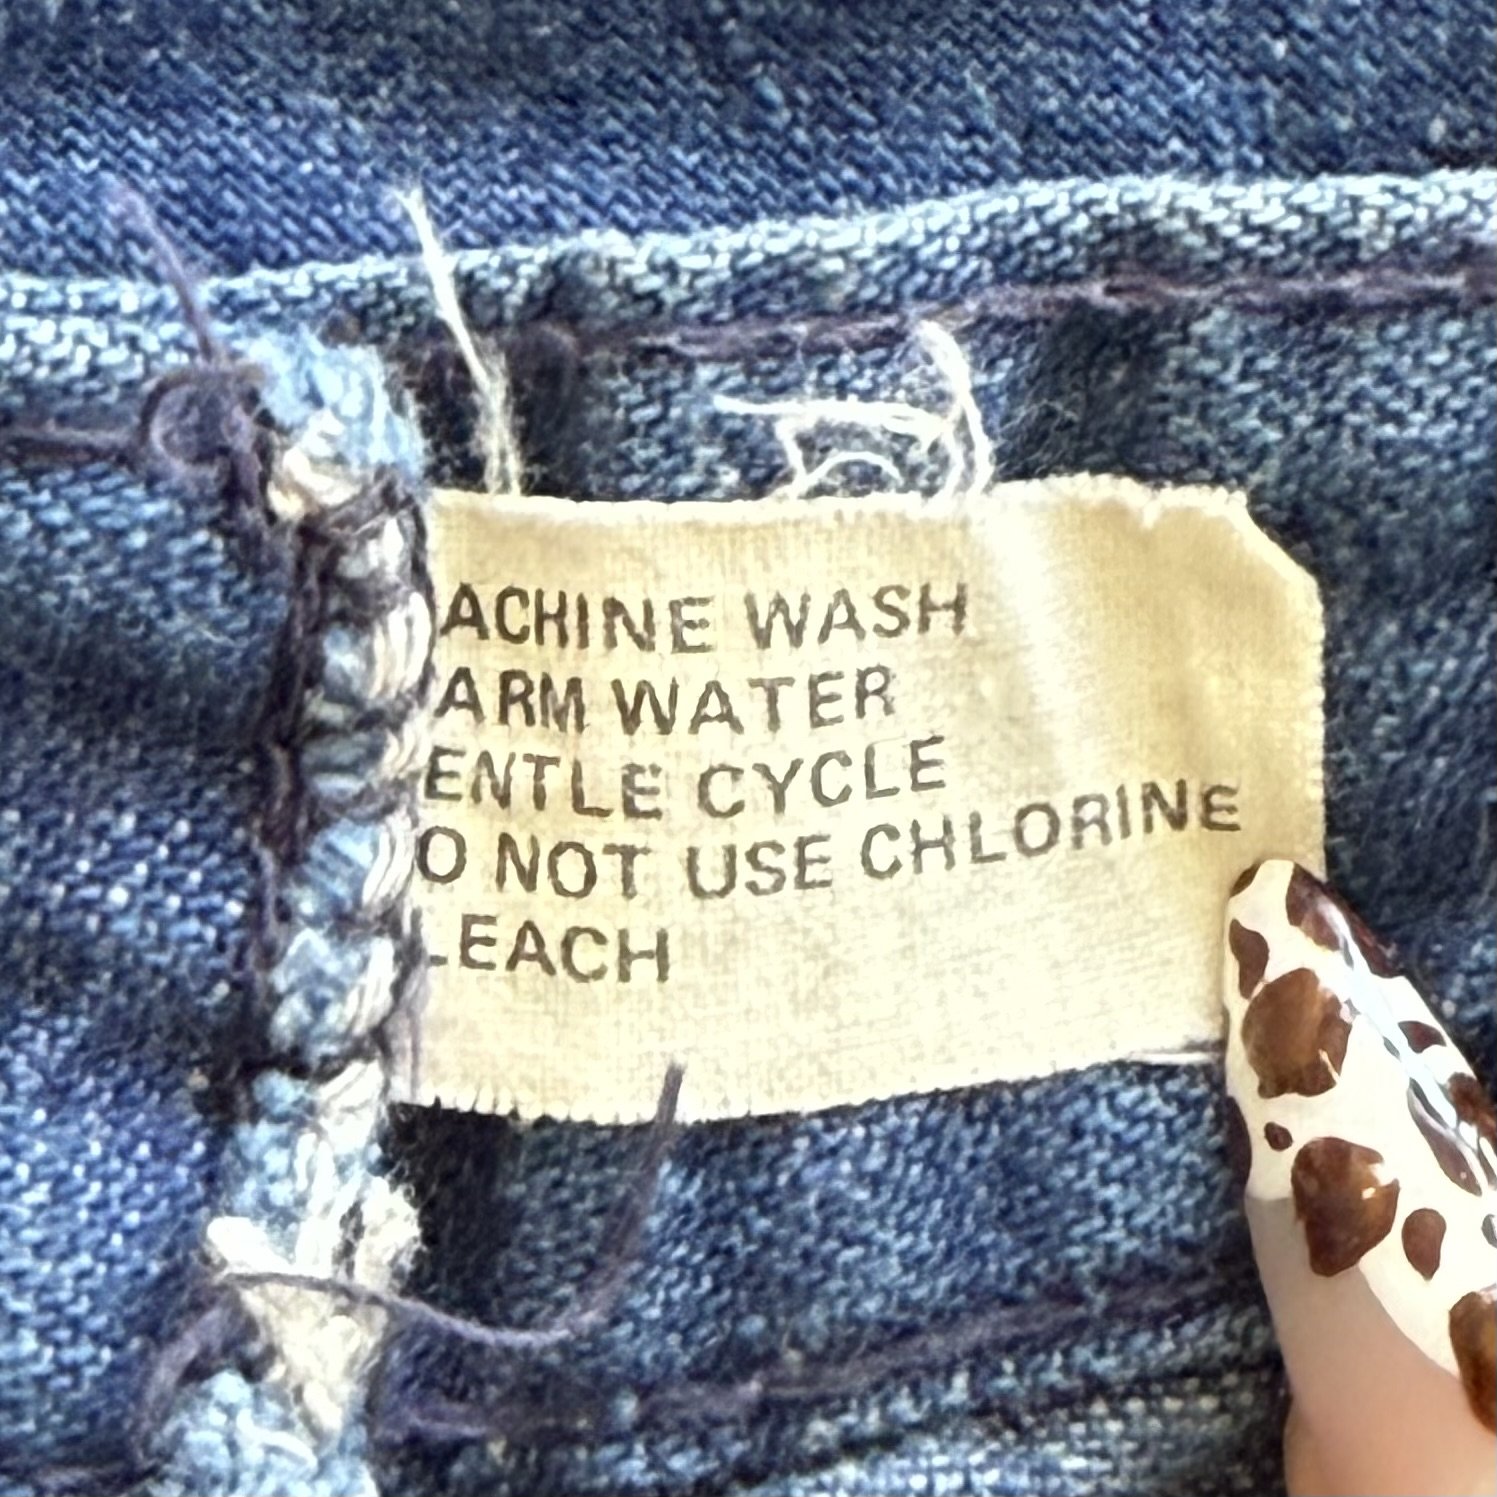 ACHINE WASH
ARM WATER
ENTLE CYCLE
O NOT USE CHLORINE
LEACH